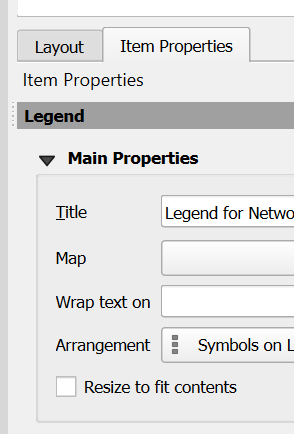 Layout
Item Properties
Item Properties
Legend
Main Properties
Title
Legend for Netwo
Map
Wrap text on
Arrangement
Symbols on L
Resize to fit contents